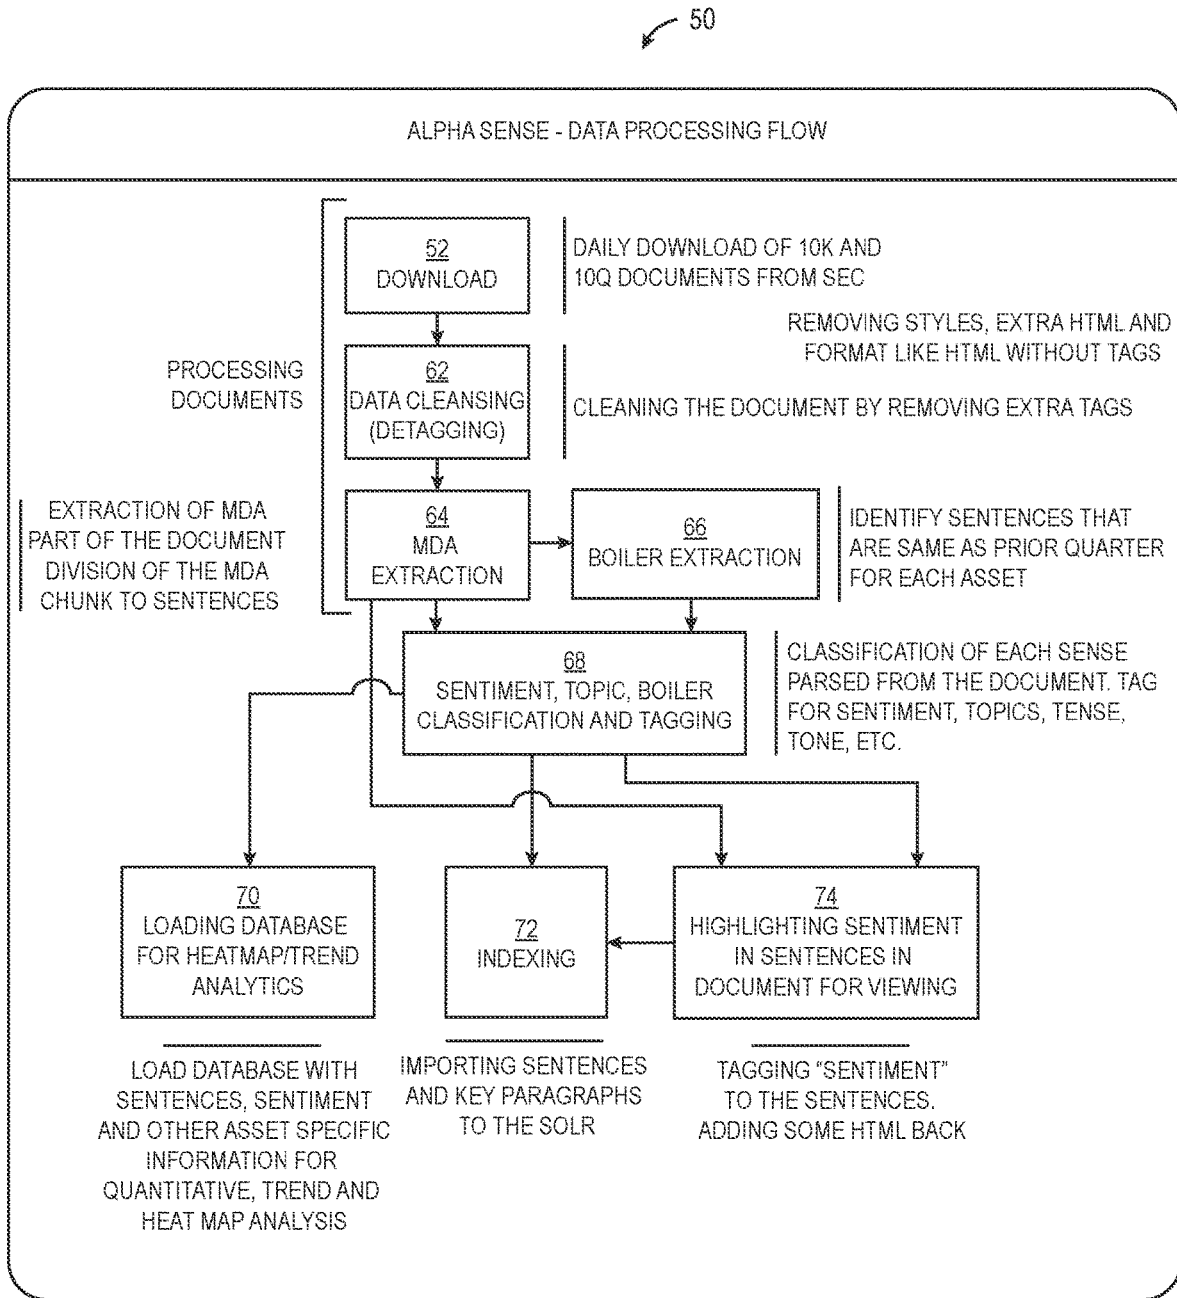 50
ALPHA SENSE - DATA PROCESSING FLOW
52
DOWNLOAD
DAILY DOWNLOAD OF 10K AND
10Q DOCUMENTS FROM SEC
REMOVING STYLES, EXTRA HTML AND
FORMAT LIKE HTML WITHOUT TAGS
PROCESSING
DOCUMENTS
62
DATA CLEANSING
(DETAGGING)
CLEANING THE DOCUMENT BY REMOVING EXTRA TAGS
EXTRACTION OF MDA
PART OF THE DOCUMENT
DIVISION OF THE MDA
CHUNK TO SENTENCES
64
MDA
EXTRACTION
66
BOILER EXTRACTION
IDENTIFY SENTENCES THAT
ARE SAME AS PRIOR QUARTER
FOR EACH ASSET
68
SENTIMENT, TOPIC, BOILER
CLASSIFICATION AND TAGGING
CLASSIFICATION OF EACH SENSE
PARSED FROM THE DOCUMENT. TAG
FOR SENTIMENT, TOPICS, TENSE,
TONE, ETC.
70
LOADING DATABASE
FOR HEATMAP/TREND
ANALYTICS
72
INDEXING
74
HIGHLIGHTING SENTIMENT
IN SENTENCES IN
DOCUMENT FOR VIEWING
LOAD DATABASE WITH
SENTENCES, SENTIMENT
AND OTHER ASSET SPECIFIC
INFORMATION FOR
QUANTITATIVE, TREND AND
HEAT MAP ANALYSIS
IMPORTING SENTENCES
AND KEY PARAGRAPHS
TO THE SOLR
TAGGING "SENTIMENT"
TO THE SENTENCES.
ADDING SOME HTML BACK